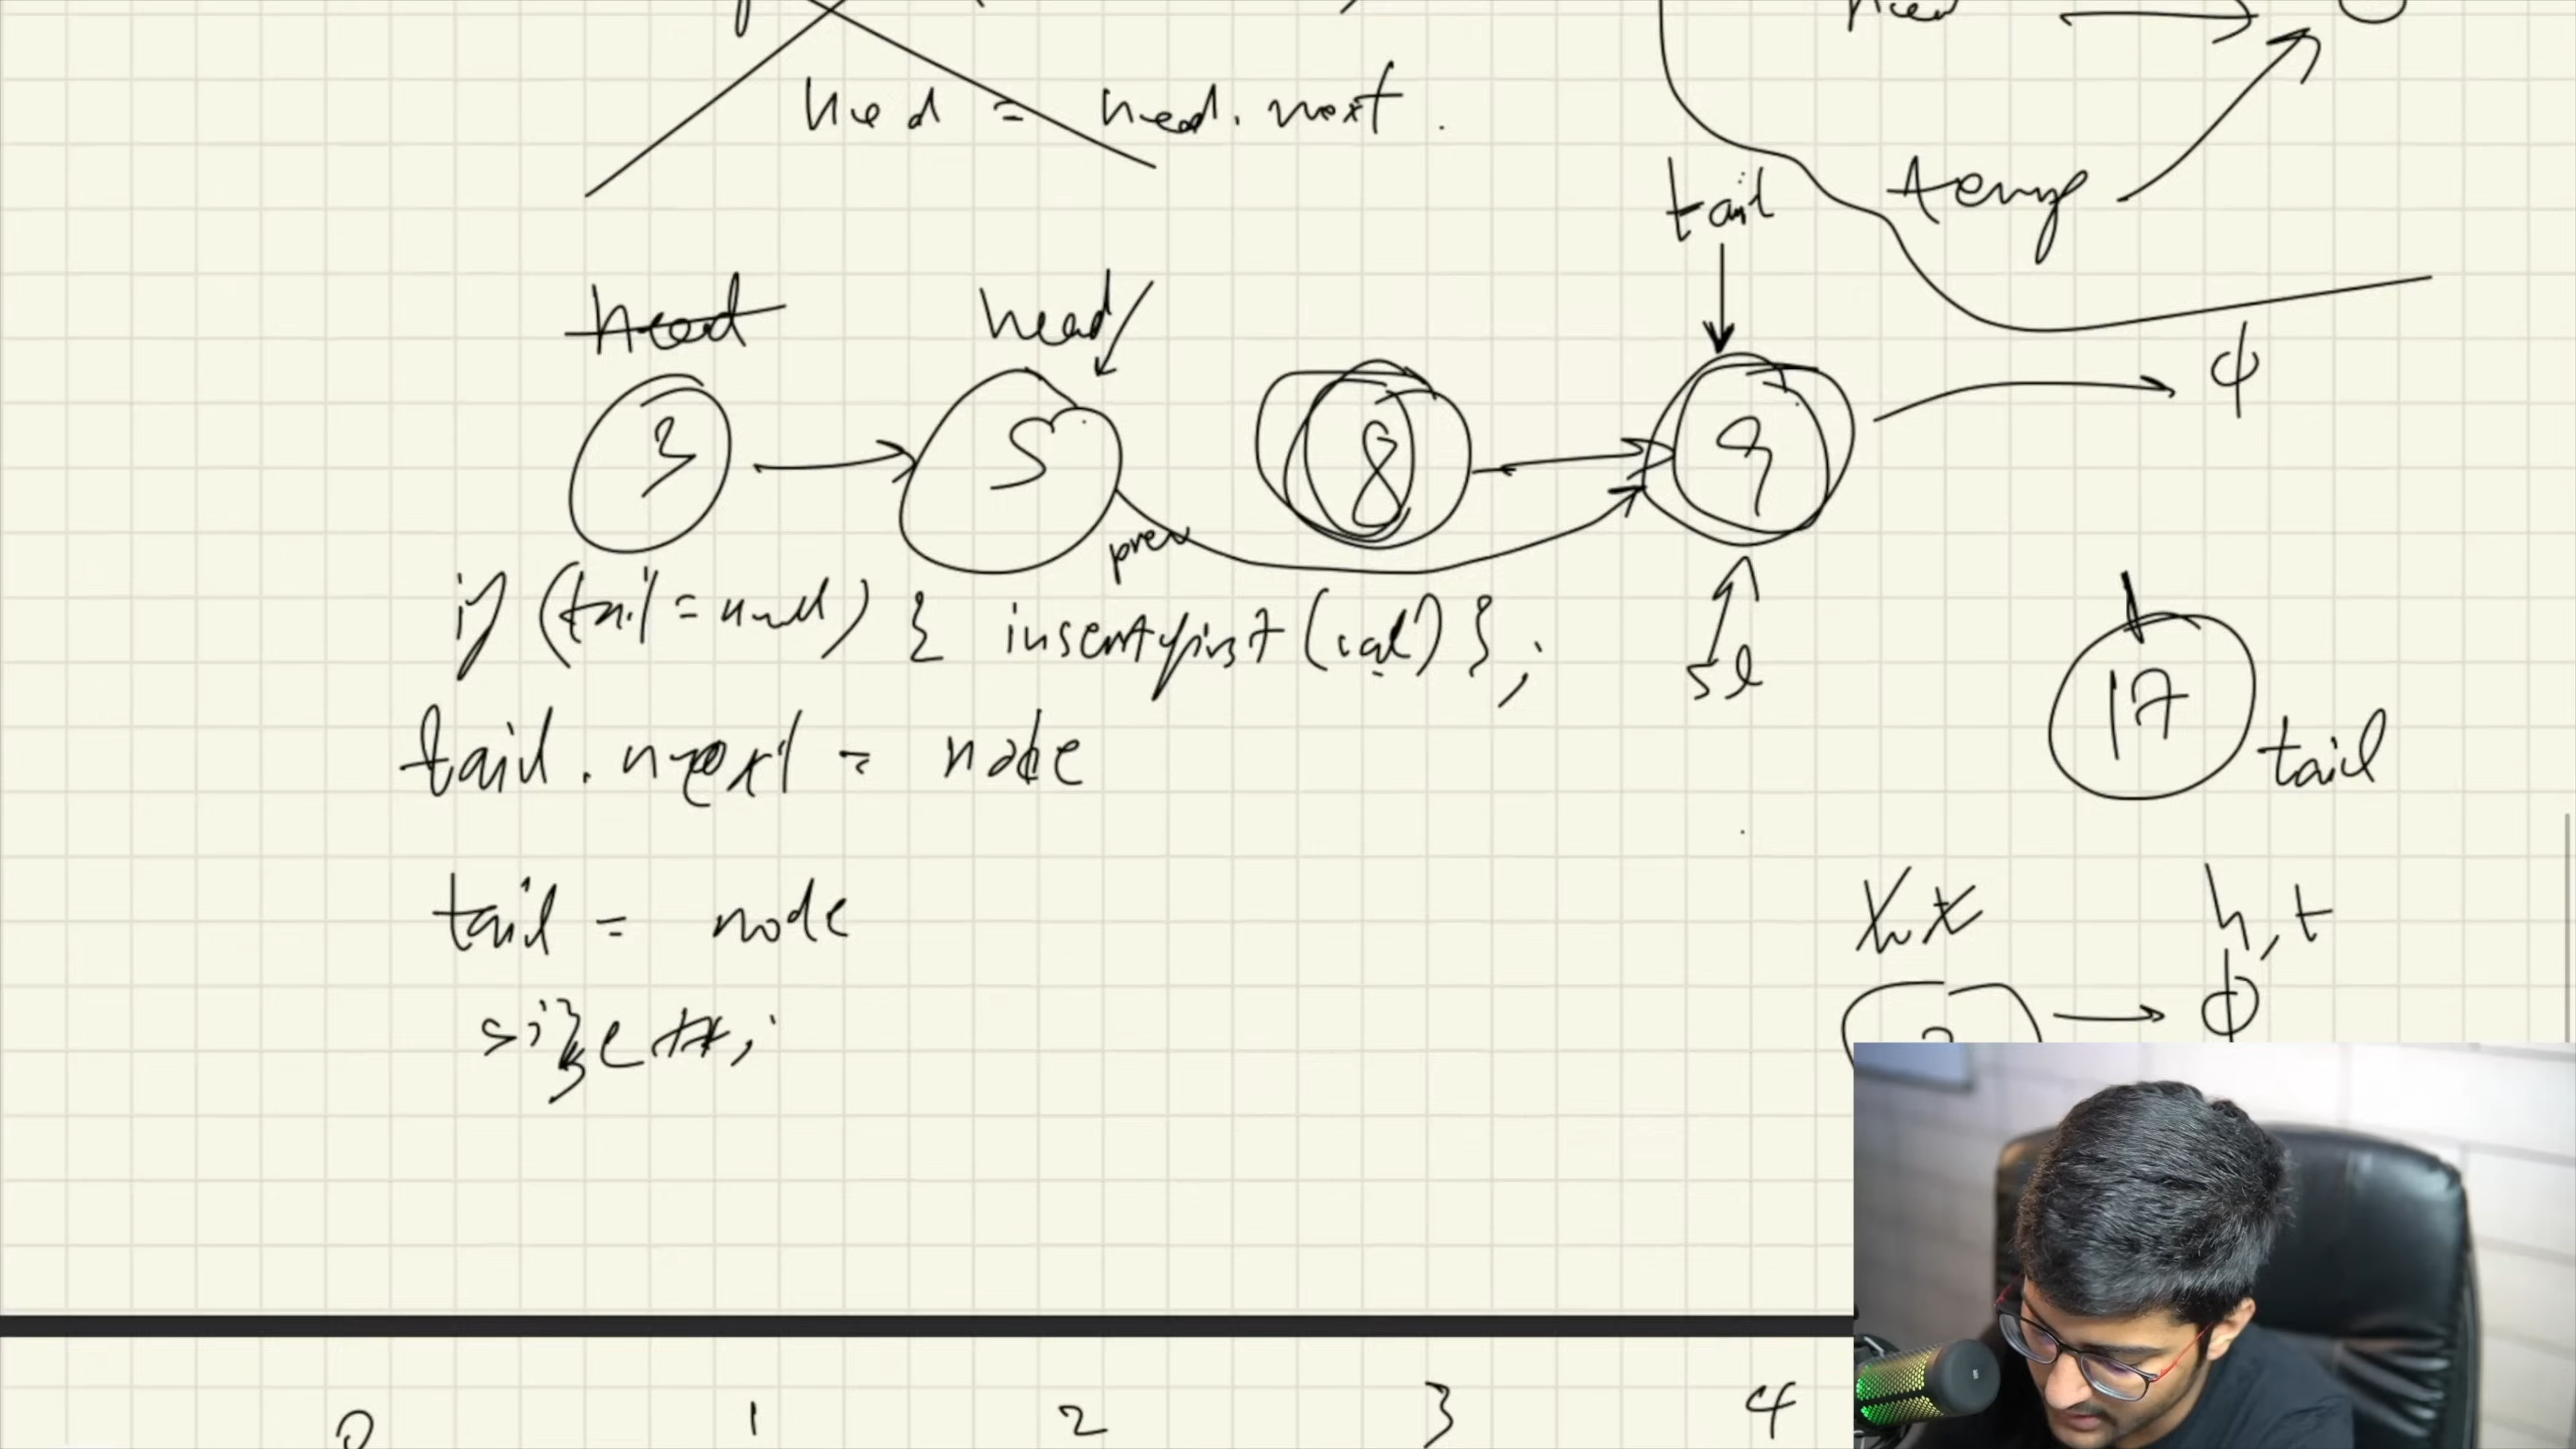 head = head. next.
tail
temp
head
head
3
5
8
9
φ
prev
if (tail = null) { insertfirst (val) };
17
tail
tail . next = node
tail = node
h, t
size++;
φ
0 1 2 3 4